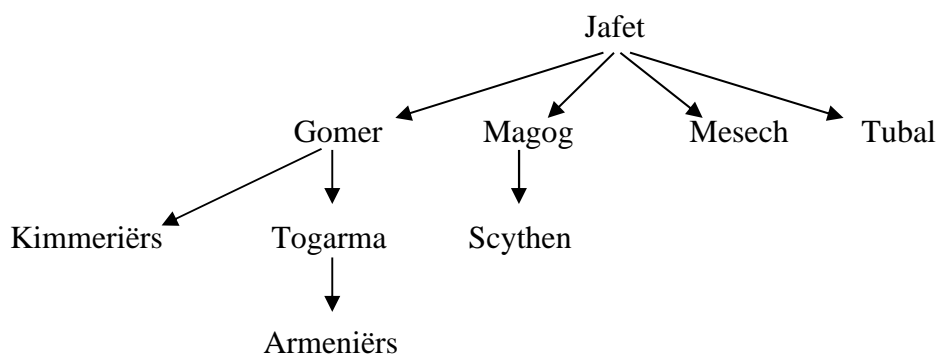 Jafet
Gomer Magog Mesech Tubal
Kimmeriërs Togarma Scythen
Armeniërs